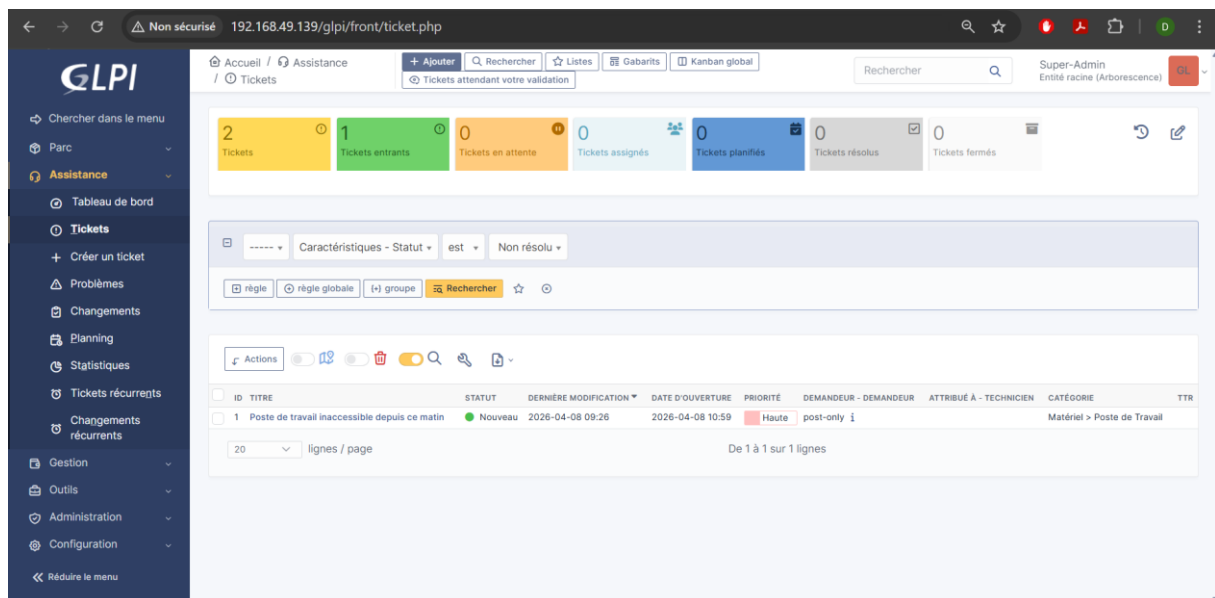 Non sécurisé 192.168.49.139/glpi/front/ticket.php D
GLPI
Chercher dans le menu
Parc
Assistance
Tableau de bord
Tickets
Créer un ticket
Problèmes
Changements
Planning
Statistiques
Tickets récurrents
Changements
récurrents
Gestion
Outils
Administration
Configuration
Réduire le menu
Accueil / Assistance
/ Tickets
+ Ajouter Rechercher Listes Gabarits Kanban global
Tickets attendant votre validation
Rechercher
Super-Admin
Entité racine (Arborescence)
GL
2
Tickets
1
Tickets entrants
0
Tickets en attente
0
Tickets assignés
0
Tickets planifiés
0
Tickets résolus
0
Tickets fermés
----- Caractéristiques - Statut est Non résolu
règle règle globale (+) groupe Rechercher
Actions
ID TITRE STATUT DERNIÈRE MODIFICATION DATE D'OUVERTURE PRIORITÉ DEMANDEUR - DEMANDEUR ATTRIBUÉ À - TECHNICIEN CATÉGORIE TTR
1 Poste de travail inaccessible depuis ce matin Nouveau 2026-04-08 09:26 2026-04-08 10:59 Haute post-only i Matériel > Poste de Travail
20 lignes / page De 1 à 1 sur 1 lignes